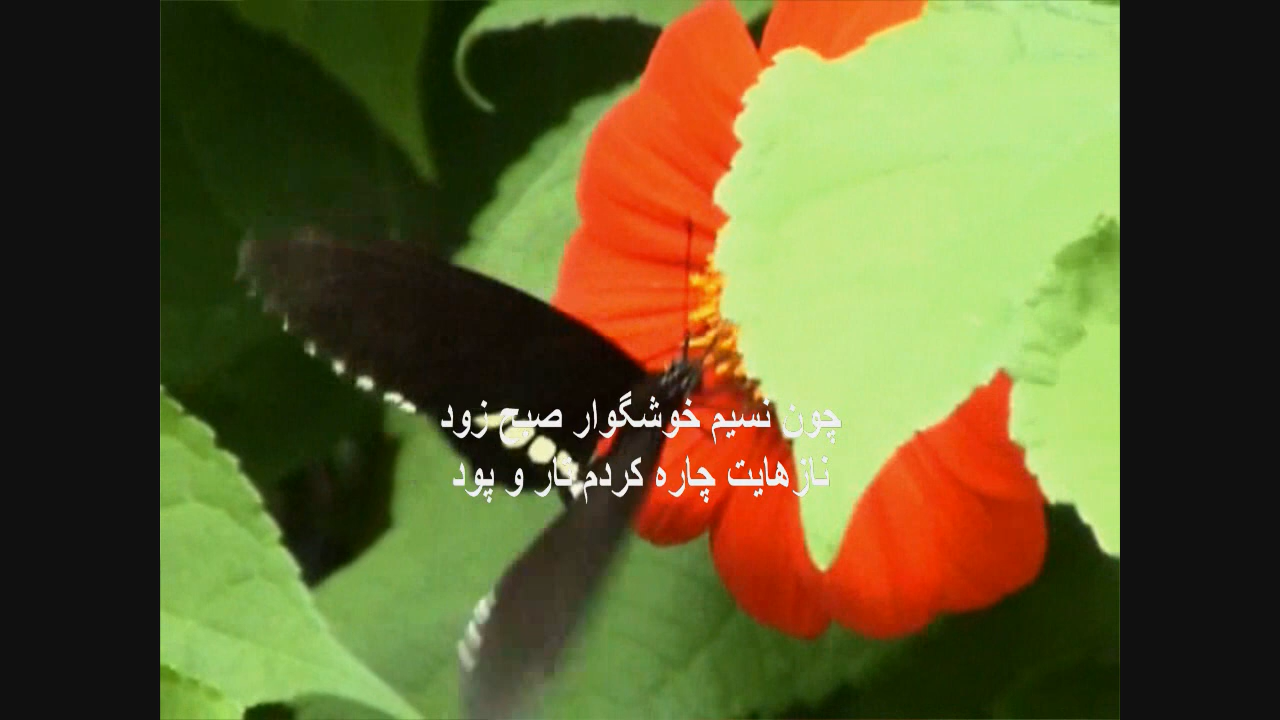 چون نسیم خوشگوار صبح زود
نازهایت چاره کردم تار و پود